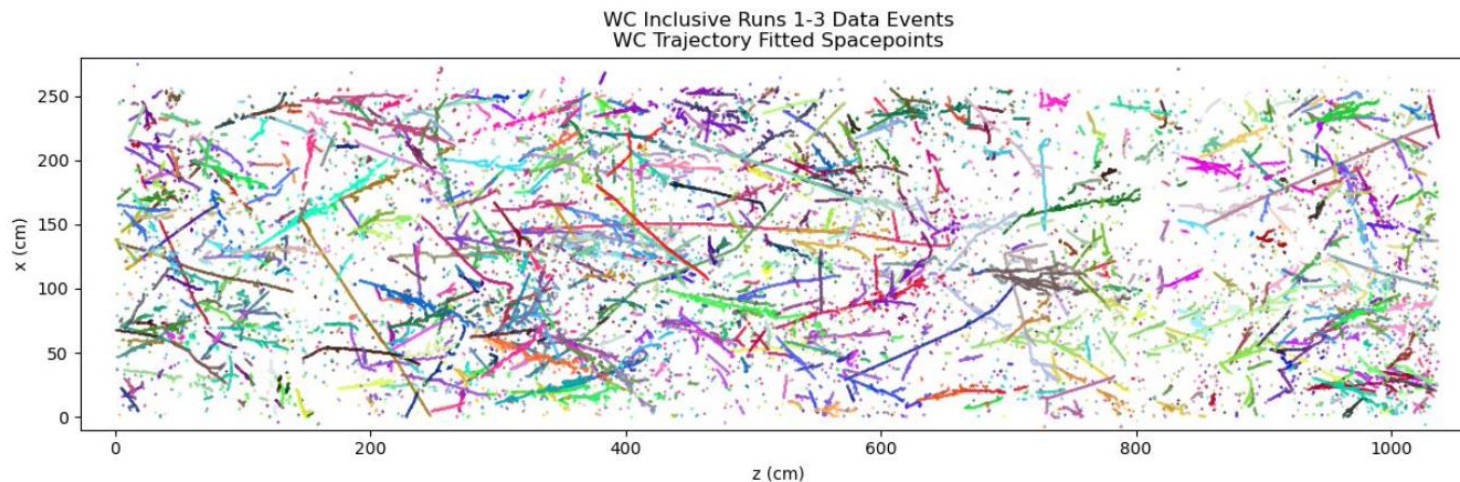 WC Inclusive Runs 1-3 Data Events
WC Trajectory Fitted Spacepoints
x (cm)
250
200
150
100
50
0
0 200 400 600 800 1000
z (cm)